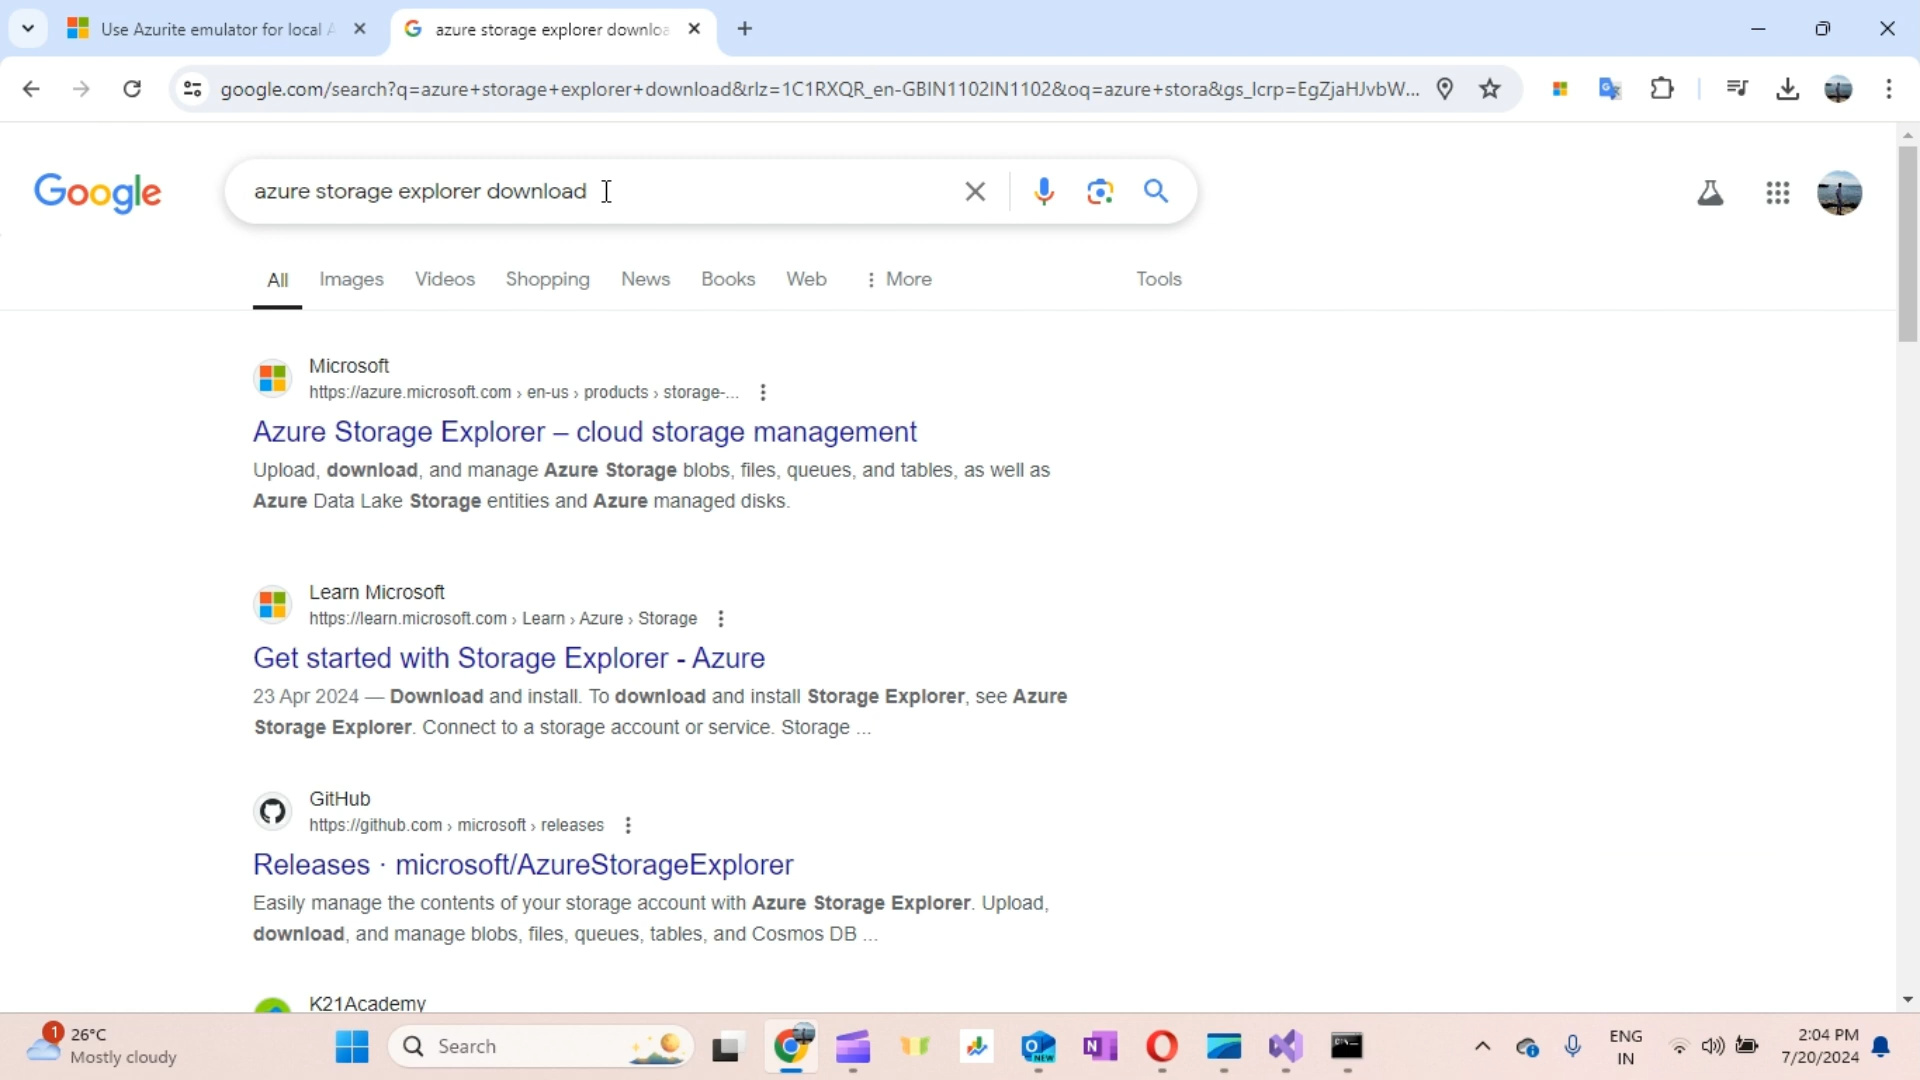 Use Azurite emulator for local A
azure storage explorer downloa
google.com/search?q=azure+storage+explorer+download&rlz=1C1RXQR_en-GBIN1102IN1102&oq=azure+stora&gs_lcrp=EgZjaHJvbW...
Google
azure storage explorer download
All Images Videos Shopping News Books Web More Tools
Microsoft
https://azure.microsoft.com › en-us › products › storage-...
Azure Storage Explorer – cloud storage management
Upload, download, and manage Azure Storage blobs, files, queues, and tables, as well as
Azure Data Lake Storage entities and Azure managed disks.
Learn Microsoft
https://learn.microsoft.com › Learn › Azure › Storage
Get started with Storage Explorer - Azure
23 Apr 2024 — Download and install. To download and install Storage Explorer, see Azure
Storage Explorer. Connect to a storage account or service. Storage ...
GitHub
https://github.com › microsoft › releases
Releases · microsoft/AzureStorageExplorer
Easily manage the contents of your storage account with Azure Storage Explorer. Upload,
download, and manage blobs, files, queues, tables, and Cosmos DB ...
K21Academy
1
26°C
Mostly cloudy
Search
NEW
ENG
IN
2:04 PM
7/20/2024